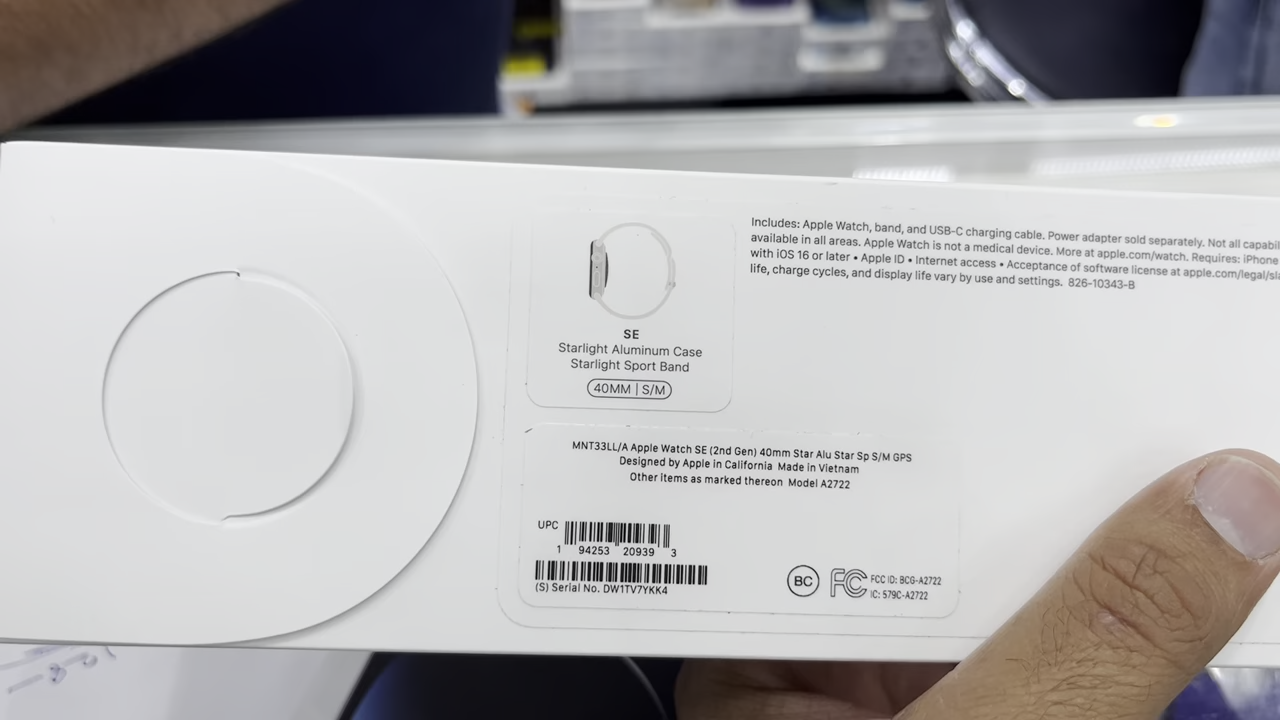 Includes: Apple Watch, band, and USB-C charging cable. Power adapter sold separately. Not all
available in all areas. Apple Watch is not a medical device. More at apple.com/watch. Requires: iPhone
with iOS 16 or later • Apple ID • Internet access • Acceptance of software license at
life, charge cycles, and display life vary by use and settings. 826-10343-B
SE
Starlight Aluminum Case
Starlight Sport Band
40MM | S/M
MNT33LL/A Apple Watch SE (2nd Gen) 40mm Star Alu Star Sp S/M GPS
Designed by Apple in California Made in Vietnam
Other items as marked thereon Model A2722
UPC
1 94253 20939 3
(S) Serial No. DW1TV7YKK4
BC
FC
FCC ID: BCG-A2722
IC: 579C-A2722